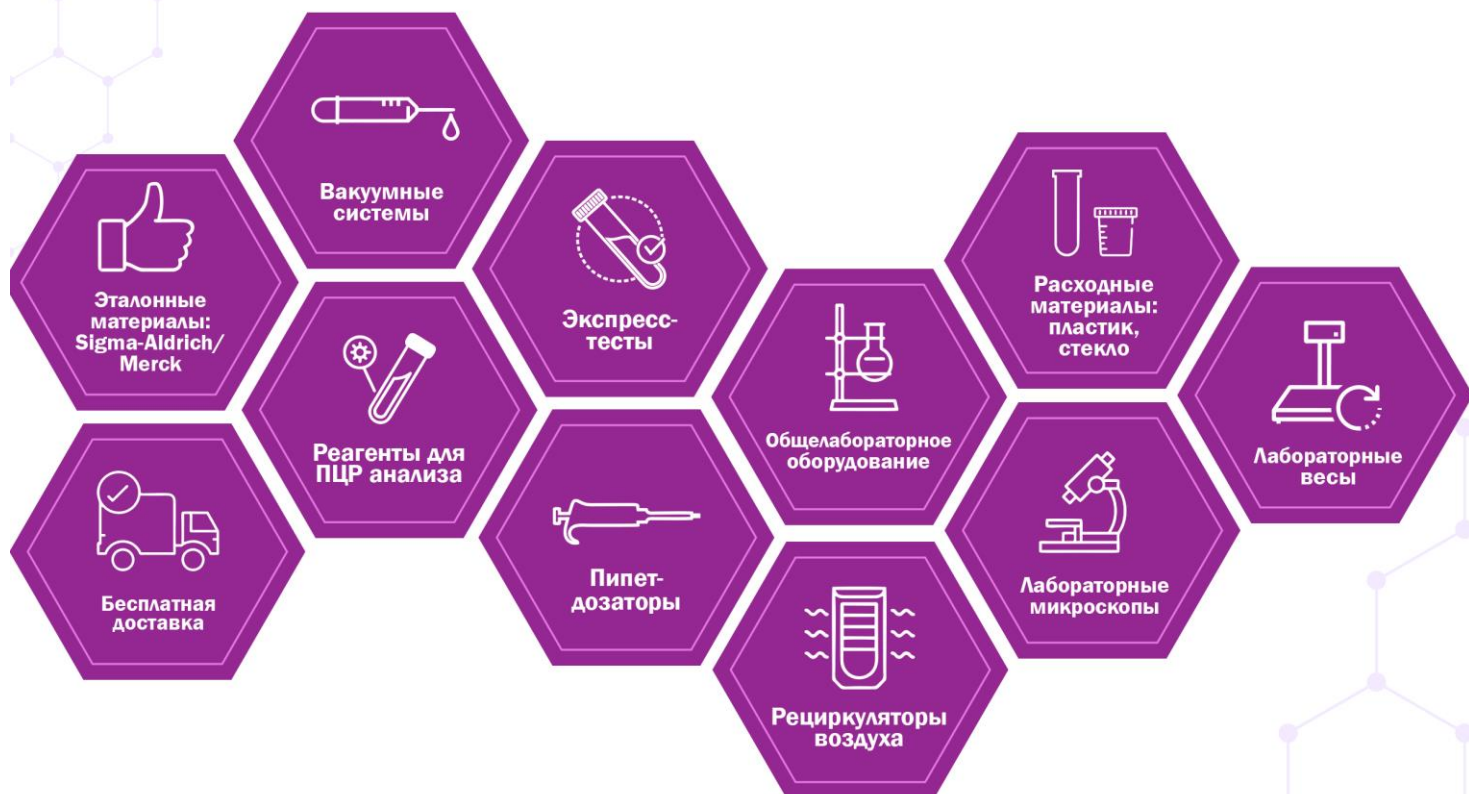 Вакуумные
системы
Эталонные
материалы:
Sigma-Aldrich/
Merck
Экспресс-
тесты
Расходные
материалы:
пластик,
стекло
Реагенты для
ПЦР анализа
Общелабораторное
оборудование
Лабораторные
весы
Бесплатная
доставка
Пипет-
дозаторы
Лабораторные
микроскопы
Рециркуляторы
воздуха